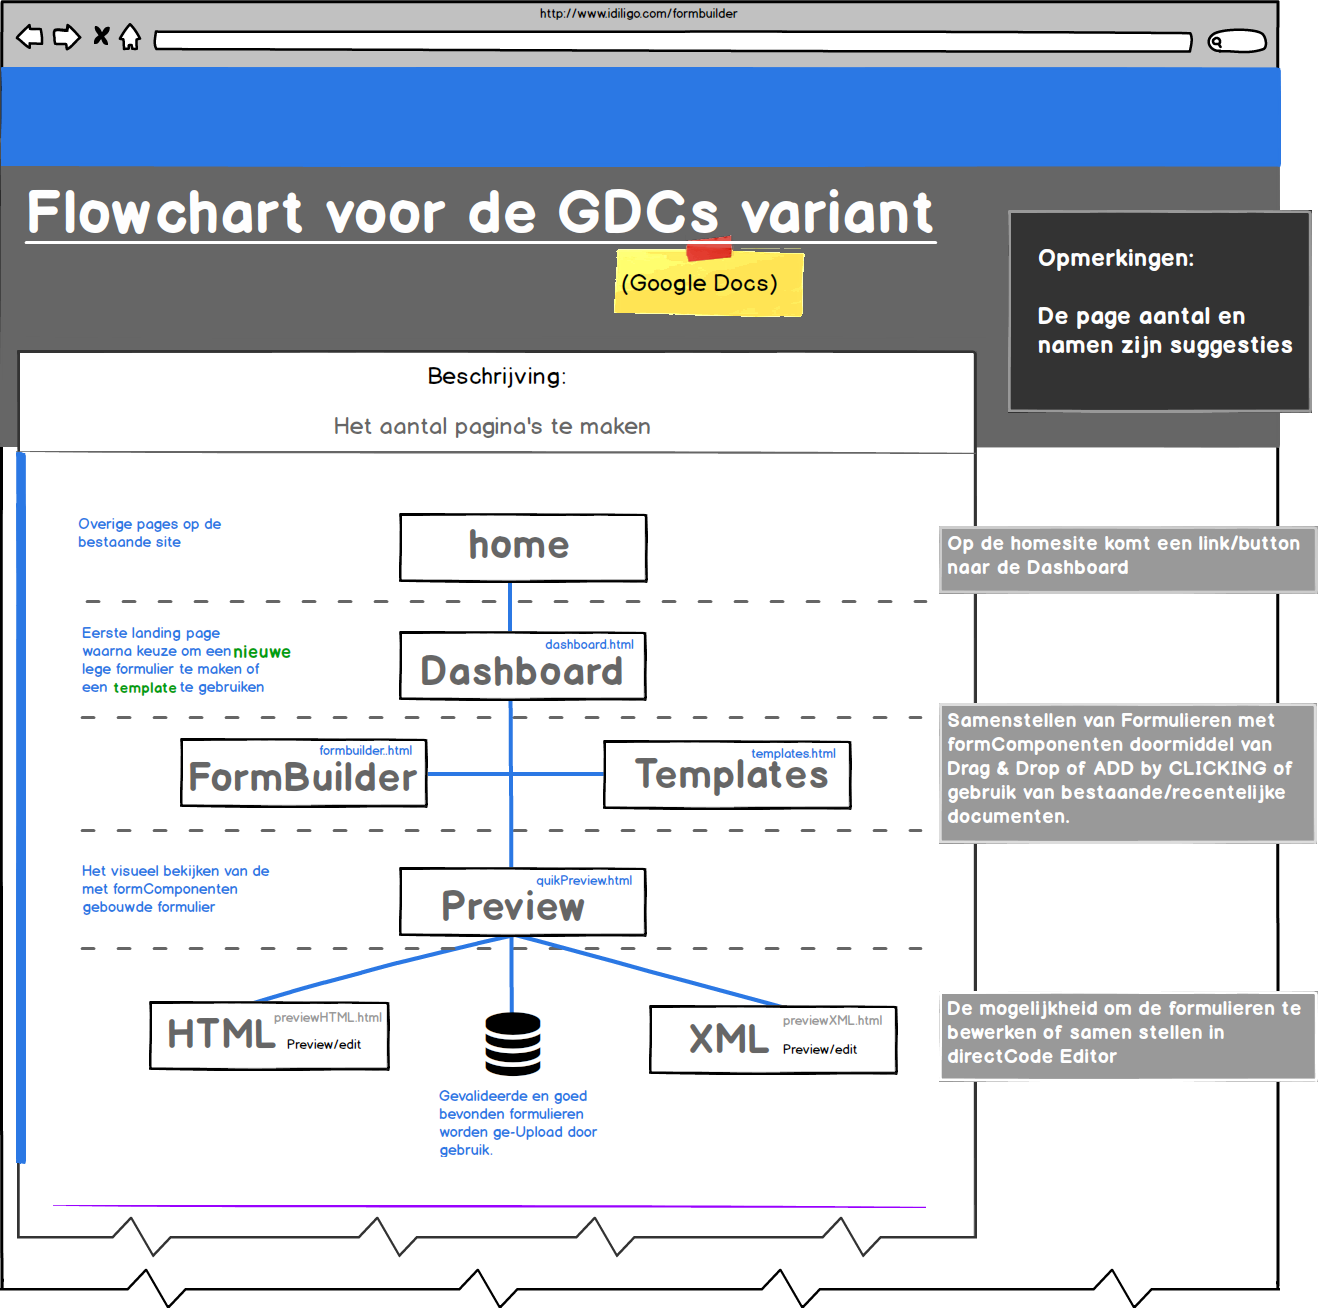 http://www.idiligo.com/formbuilder
Flowchart voor de GDCs variant
(Google Docs)
Opmerkingen:
De page aantal en
namen zijn suggesties
Beschrijving:
Het aantal pagina's te maken
Overige pages op de
bestaande site
home
Op de homesite komt een link/button
naar de Dashboard
Eerste landing page
waarna keuze om een nieuwe
lege formulier te maken of
een template te gebruiken
dashboard.html
Dashboard
formbuilder.html
FormBuilder
templates.html
Templates
Samenstellen van Formulieren met
formComponenten doormiddel van
Drag & Drop of ADD by CLICKING of
gebruik van bestaande/recentelijke
documenten.
Het visueel bekijken van de
met formComponenten
gebouwde formulier
quikPreview.html
Preview
HTML previewHTML.html
Preview/edit
XML previewXML.html
Preview/edit
De mogelijkheid om de formulieren te
bewerken of samen stellen in
directCode Editor
Gevalideerde en goed
bevonden formulieren
worden ge-Upload door
gebruik.